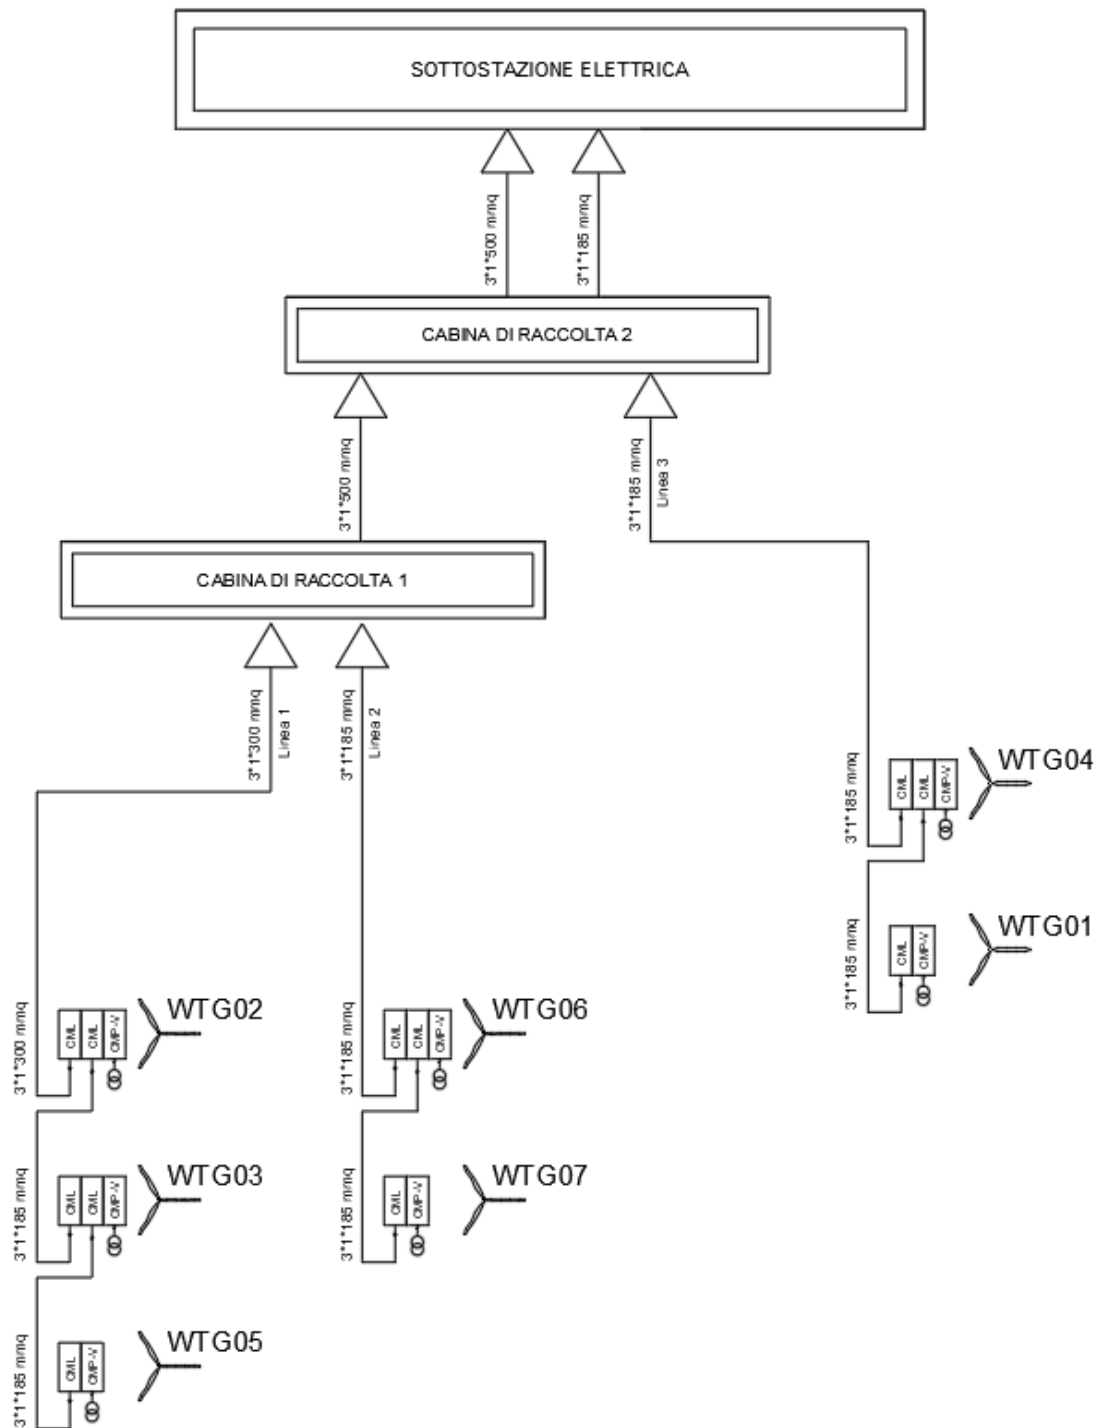 SOTTOSTAZIONE ELETTRICA
3*1*500 mmq
3*1*185 mmq
CABINA DI RACCOLTA 2
3*1*500 mmq
3*1*185 mmq
Linea 3
CABINA DI RACCOLTA 1
3*1*300 mmq
Linea 1
3*1*185 mmq
Linea 2
3*1*185 mmq
CML
CML
CMP-V
WTG04
3*1*185 mmq
CML
CMP-V
WTG01
3*1*300 mmq
CML
CML
CMP-V
WTG02
3*1*185 mmq
CML
CML
CMP-V
WTG06
3*1*185 mmq
CML
CML
CMP-V
WTG03
3*1*185 mmq
CML
CMP-V
WTG07
3*1*185 mmq
CML
CMP-V
WTG05